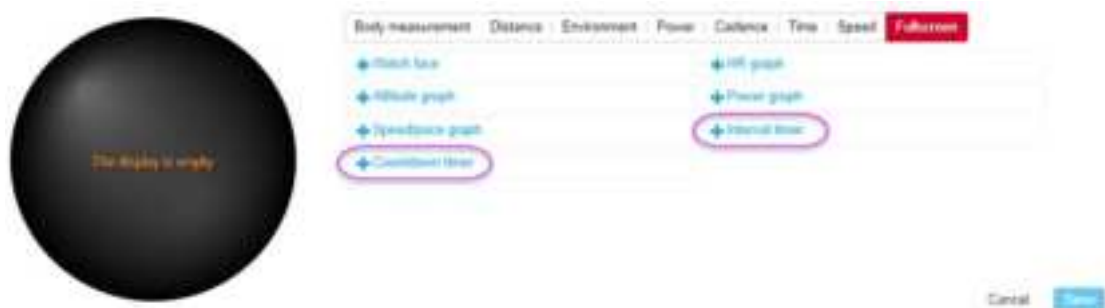 Body measurement Distance Environment Power Cadence Time Speed Fullscreen
Watch face
HR graph
Altitude graph
Power graph
Speed/pace graph
Interval timer
Countdown timer
The display is empty
Cancel
Save